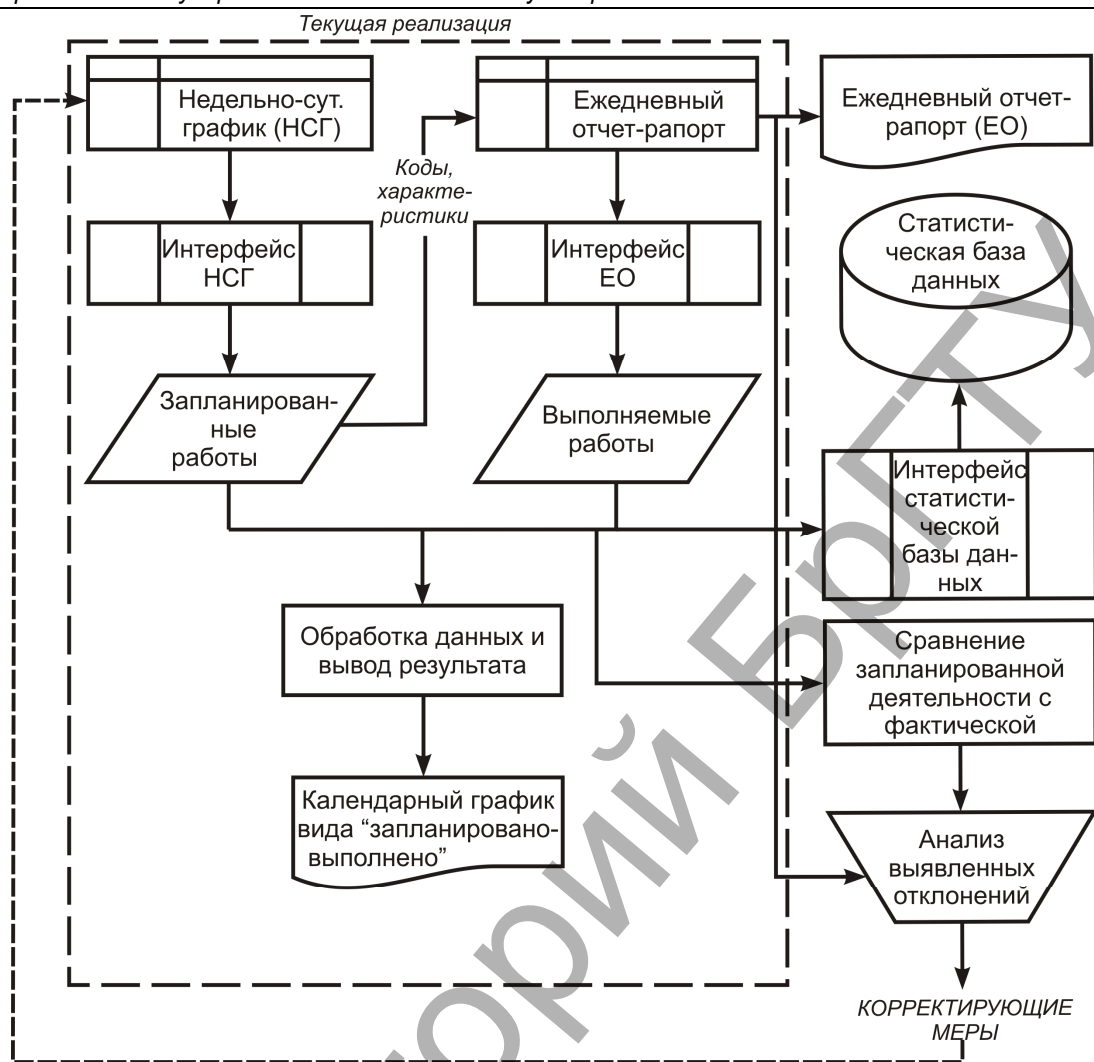 Текущая реализация
Недельно-сут.
график (НСГ)
Ежедневный
отчет-рапорт
Ежедневный отчет-
рапорт (ЕО)
Коды,
характе-
ристики
Интерфейс
НСГ
Интерфейс
ЕО
Статисти-
ческая база
данных
Запланирован-
ные
работы
Выполняемые
работы
Интерфейс
статисти-
ческой
базы дан-
ных
Обработка данных и
вывод результата
Сравнение
запланированной
деятельности с
фактической
Календарный график
вида “запланировано-
выполнено”
Анализ
выявленных
отклонений
КОРРЕКТИРУЮЩИЕ
МЕРЫ
орий БрГТУ